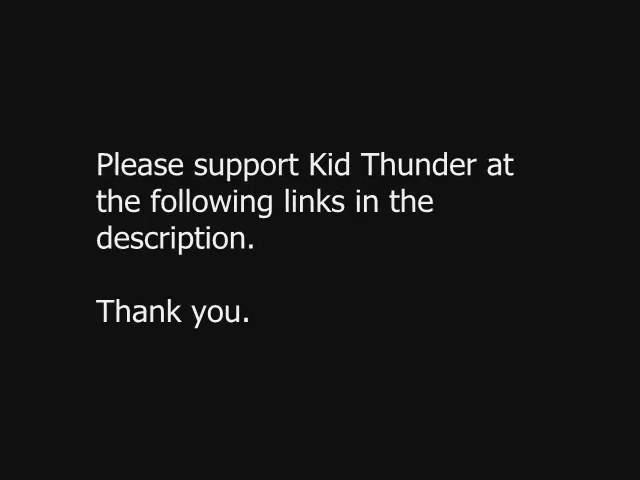 Please support Kid Thunder at
the following links in the
description.
Thank you.